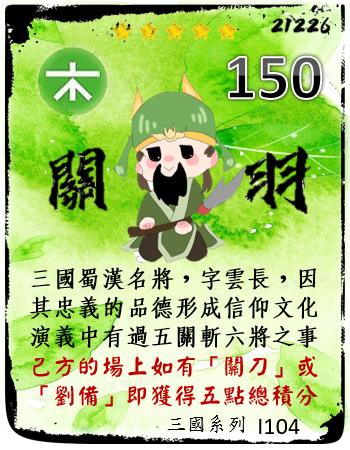 21226
木
150
關羽
三國蜀漢名將，字雲長，因
其忠義的品德形成信仰文化
演義中有過五關斬六將之事
己方的場上如有「關刀」或
「劉備」即獲得五點總積分
三國系列 I104